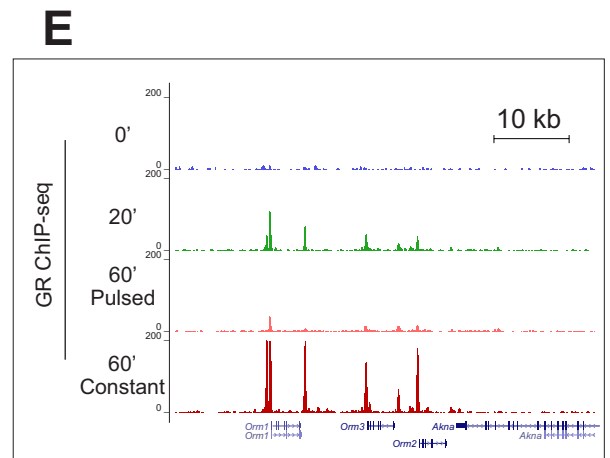 E
200
10 kb
0'
0
200
20'
0
200
60'
Pulsed
0
200
60'
Constant
0
GR ChIP-seq
Orm1 Orm3 Akna
Orm1 Akna
Orm2